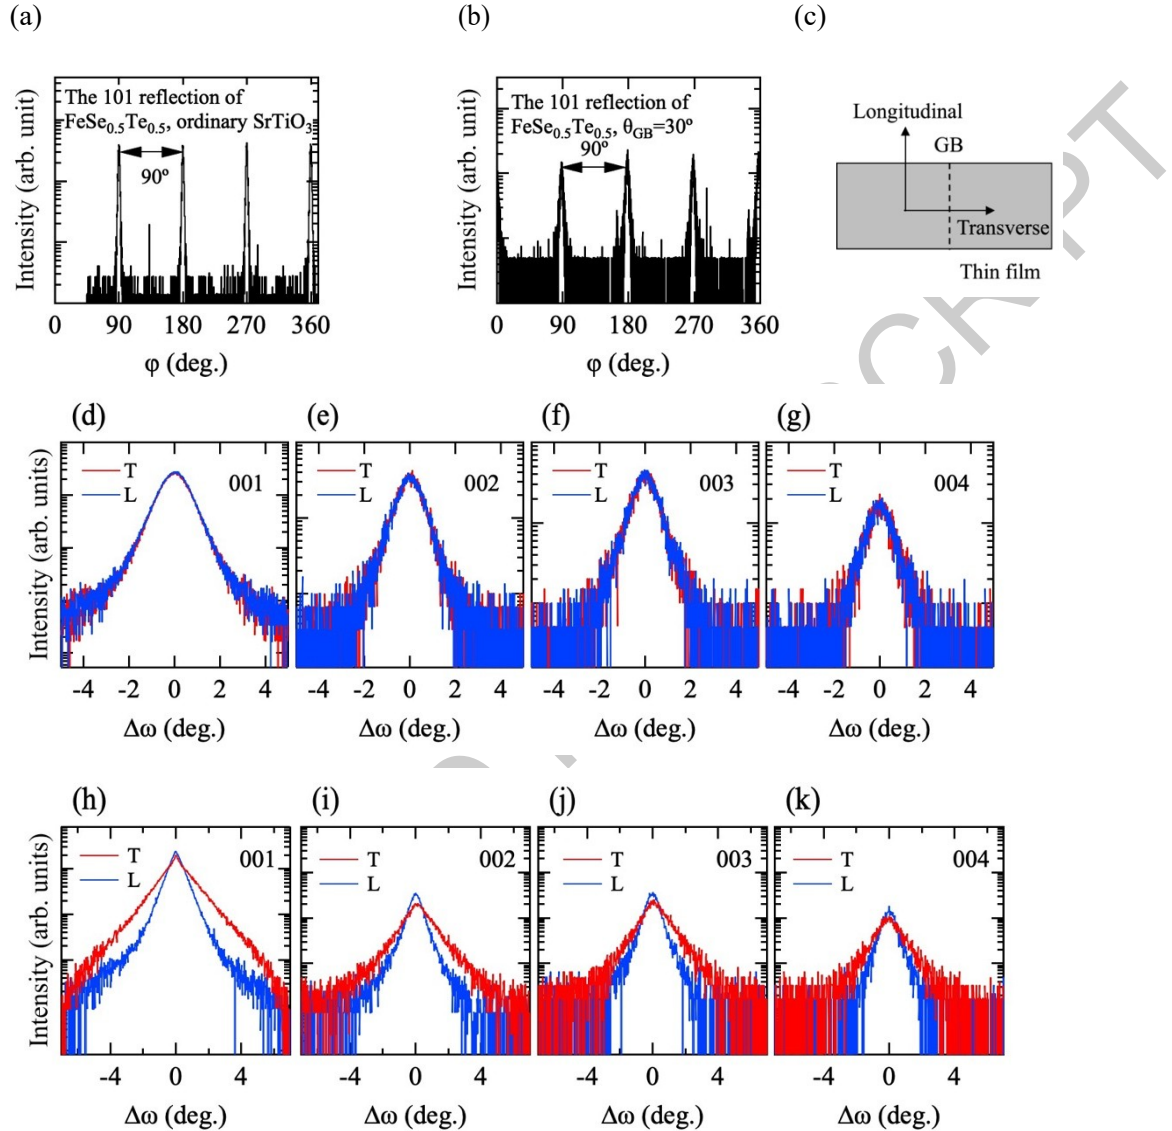 (a)
(b)
(c)
The 101 reflection of
FeSe0.5Te0.5, ordinary SrTiO3
90º
Intensity (arb. unit)
0 90 180 270 360
φ (deg.)
The 101 reflection of
FeSe0.5Te0.5, θGB=30º
90º
Intensity (arb. unit)
0 90 180 270 360
φ (deg.)
Longitudinal
GB
Transverse
Thin film
(d)
(e)
(f)
(g)
T
L
001
T
L
002
T
L
003
T
L
004
Intensity (arb. units)
-4 -2 0 2 4
-4 -2 0 2 4
-4 -2 0 2 4
-4 -2 0 2 4
Δω (deg.)
Δω (deg.)
Δω (deg.)
Δω (deg.)
(h)
(i)
(j)
(k)
T
L
001
T
L
002
T
L
003
T
L
004
Intensity (arb. units)
-4 0 4
-4 0 4
-4 0 4
-4 0 4
Δω (deg.)
Δω (deg.)
Δω (deg.)
Δω (deg.)